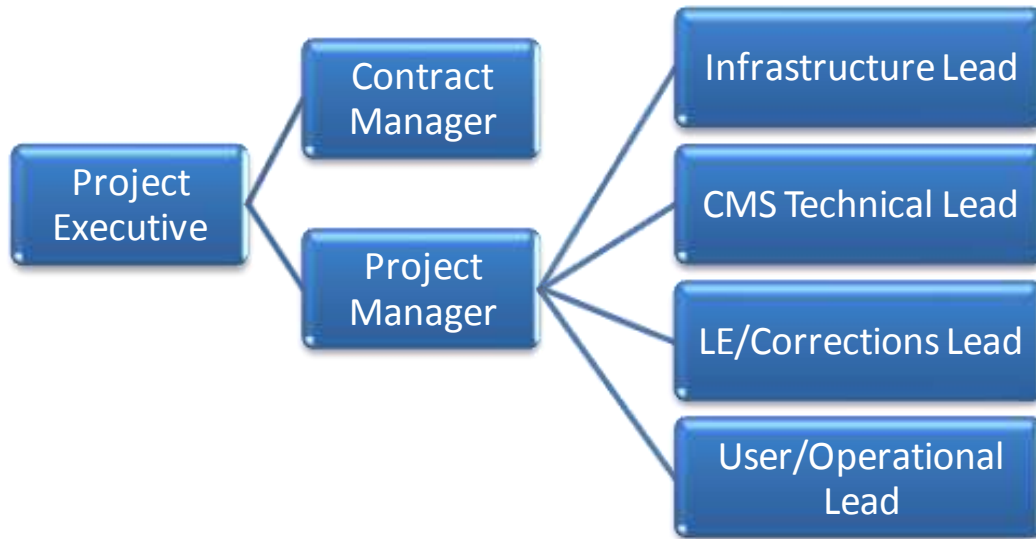 Project
Executive
Contract
Manager
Project
Manager
Infrastructure Lead
CMS Technical Lead
LE/Corrections Lead
User/Operational
Lead